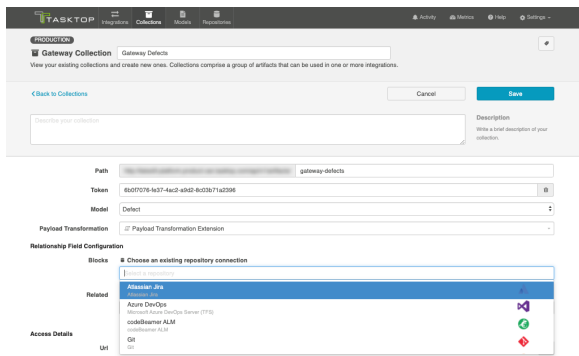 TASKTOP
Integrations
Collections
Models
Repositories
Activity
Metrics
Help
Settings
PRODUCTION
Gateway Collection
Gateway Defects
View your existing collections and create new ones. Collections comprise a group of artifacts that can be used in one or more integrations.
Back to Collections
Cancel
Save
Describe your collection
Description
Write a brief description of your
collection.
Path
gateway-defects
Token
6b0f7076-fe37-4ac2-a9d2-8c03b71a2396
Model
Defect
Payload Transformation
Payload Transformation Extension
Relationship Field Configuration
Blocks
Choose an existing repository connection
Select a repository
Related
Atlassian Jira
Atlassian Jira
Azure DevOps
Microsoft Azure DevOps Server (TFS)
codeBeamer ALM
codeBeamer ALM
Git
Git
Access Details
Uri